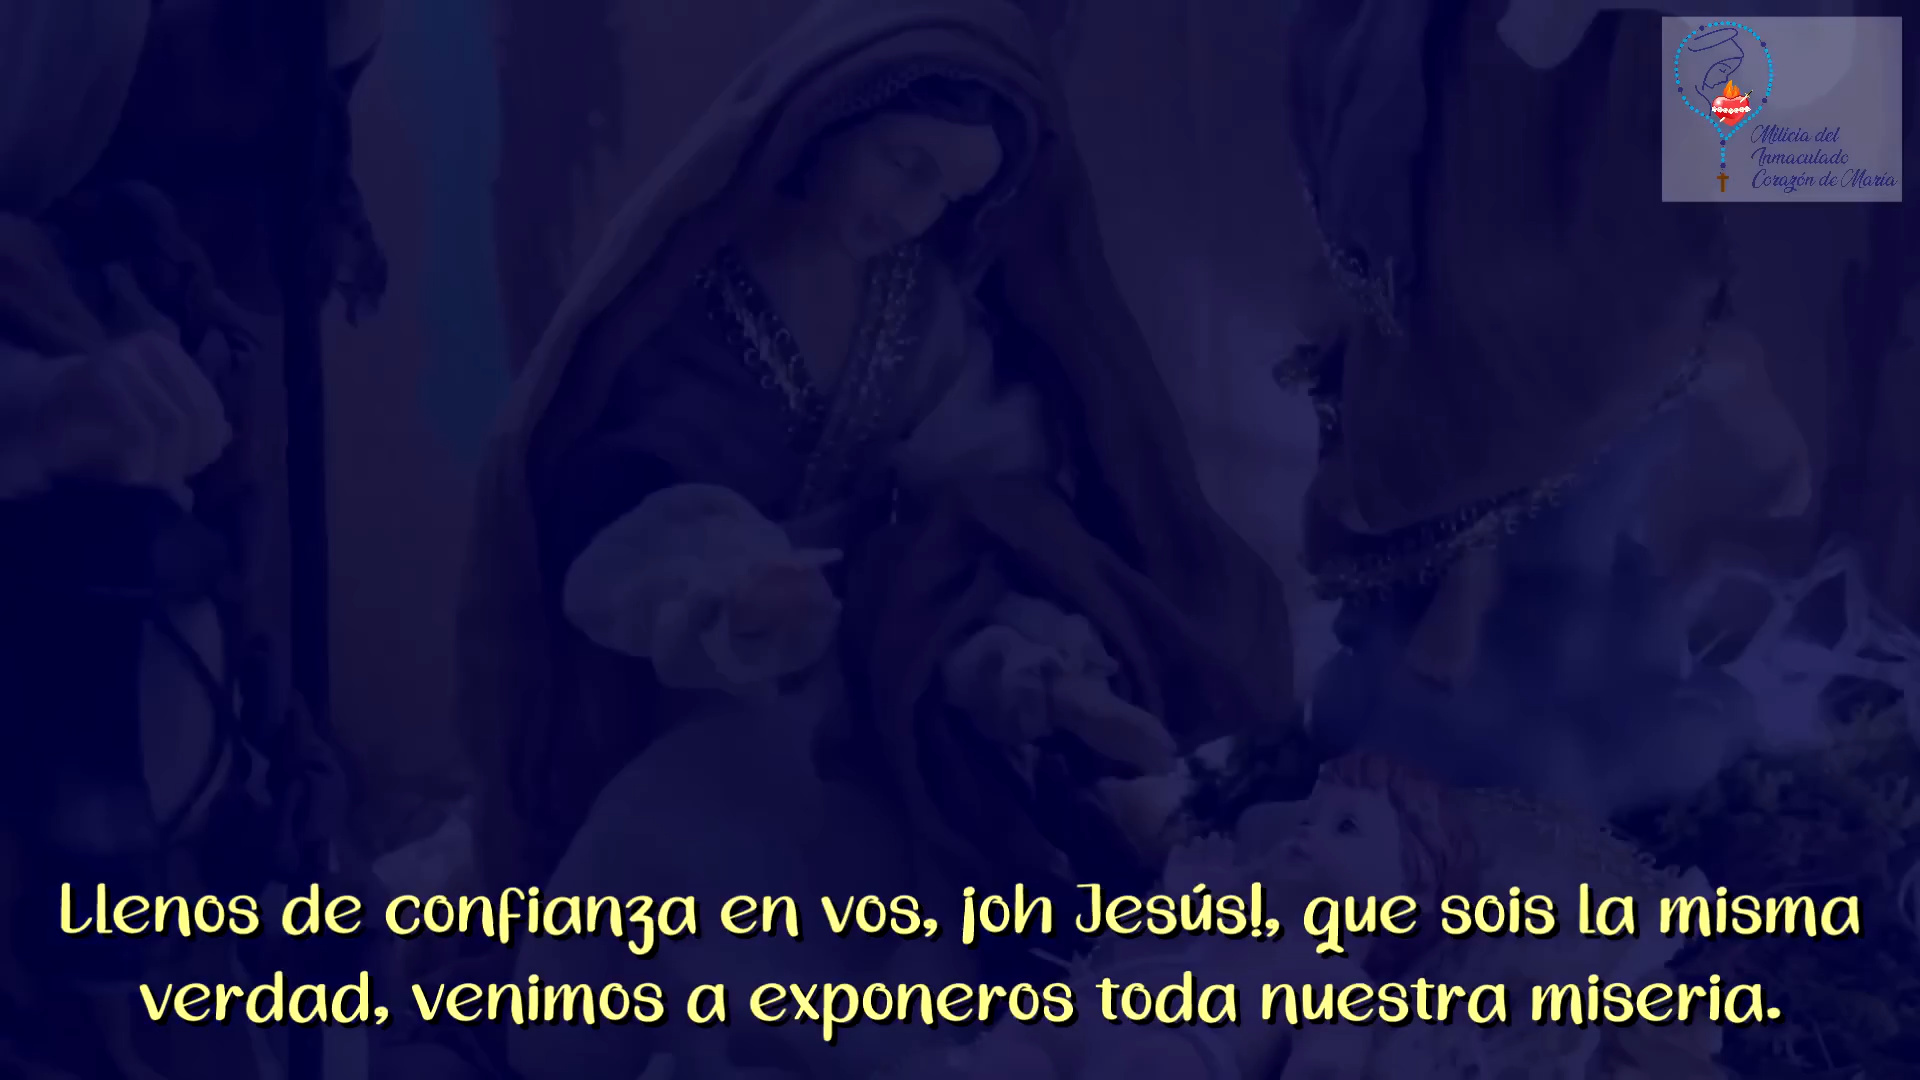 Milicia del
Inmaculado
Corazón de María
Llenos de confianza en vos, ¡oh Jesús!, que sois la misma
verdad, venimos a exponeros toda nuestra miseria.